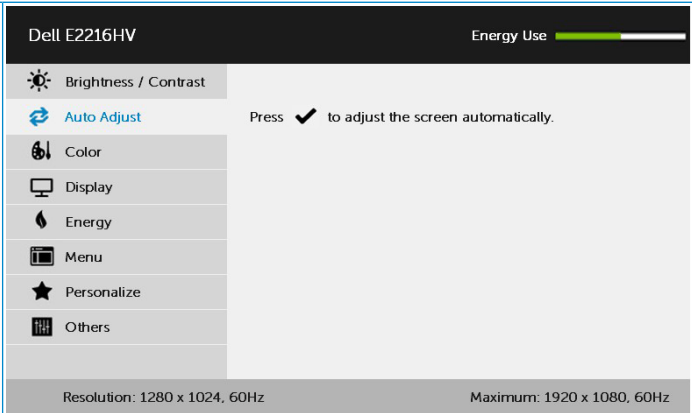 Dell E2216HV
Energy Use
Brightness / Contrast
Auto Adjust
Press ✔ to adjust the screen automatically.
Color
Display
Energy
Menu
Personalize
Others
Resolution: 1280 x 1024, 60Hz
Maximum: 1920 x 1080, 60Hz